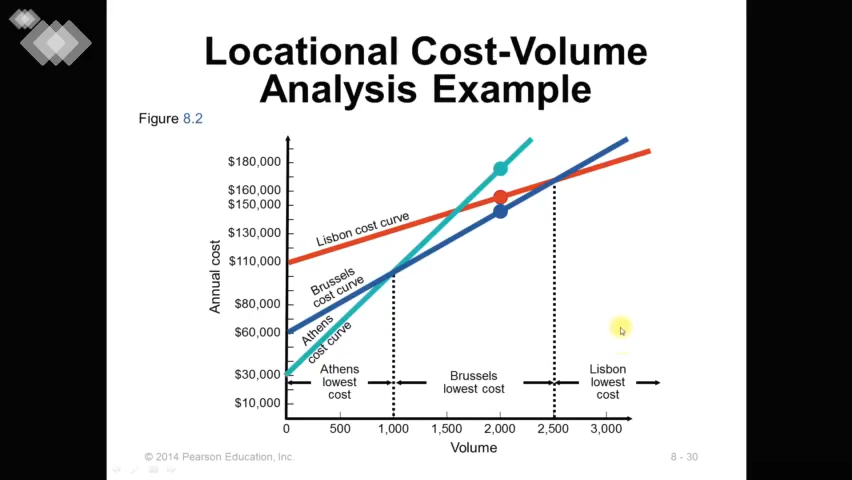 Locational Cost-Volume
Analysis Example
Figure 8.2
$180,000
$160,000
$150,000
$130,000
$110,000
$80,000
$60,000
$30,000
$10,000
Annual cost
Lisbon cost curve
Brussels
cost curve
Athens
cost curve
Athens
lowest
cost
Brussels
lowest cost
Lisbon
lowest
cost
0
500
1,000
1,500
2,000
2,500
3,000
Volume
© 2014 Pearson Education, Inc.
8 - 30